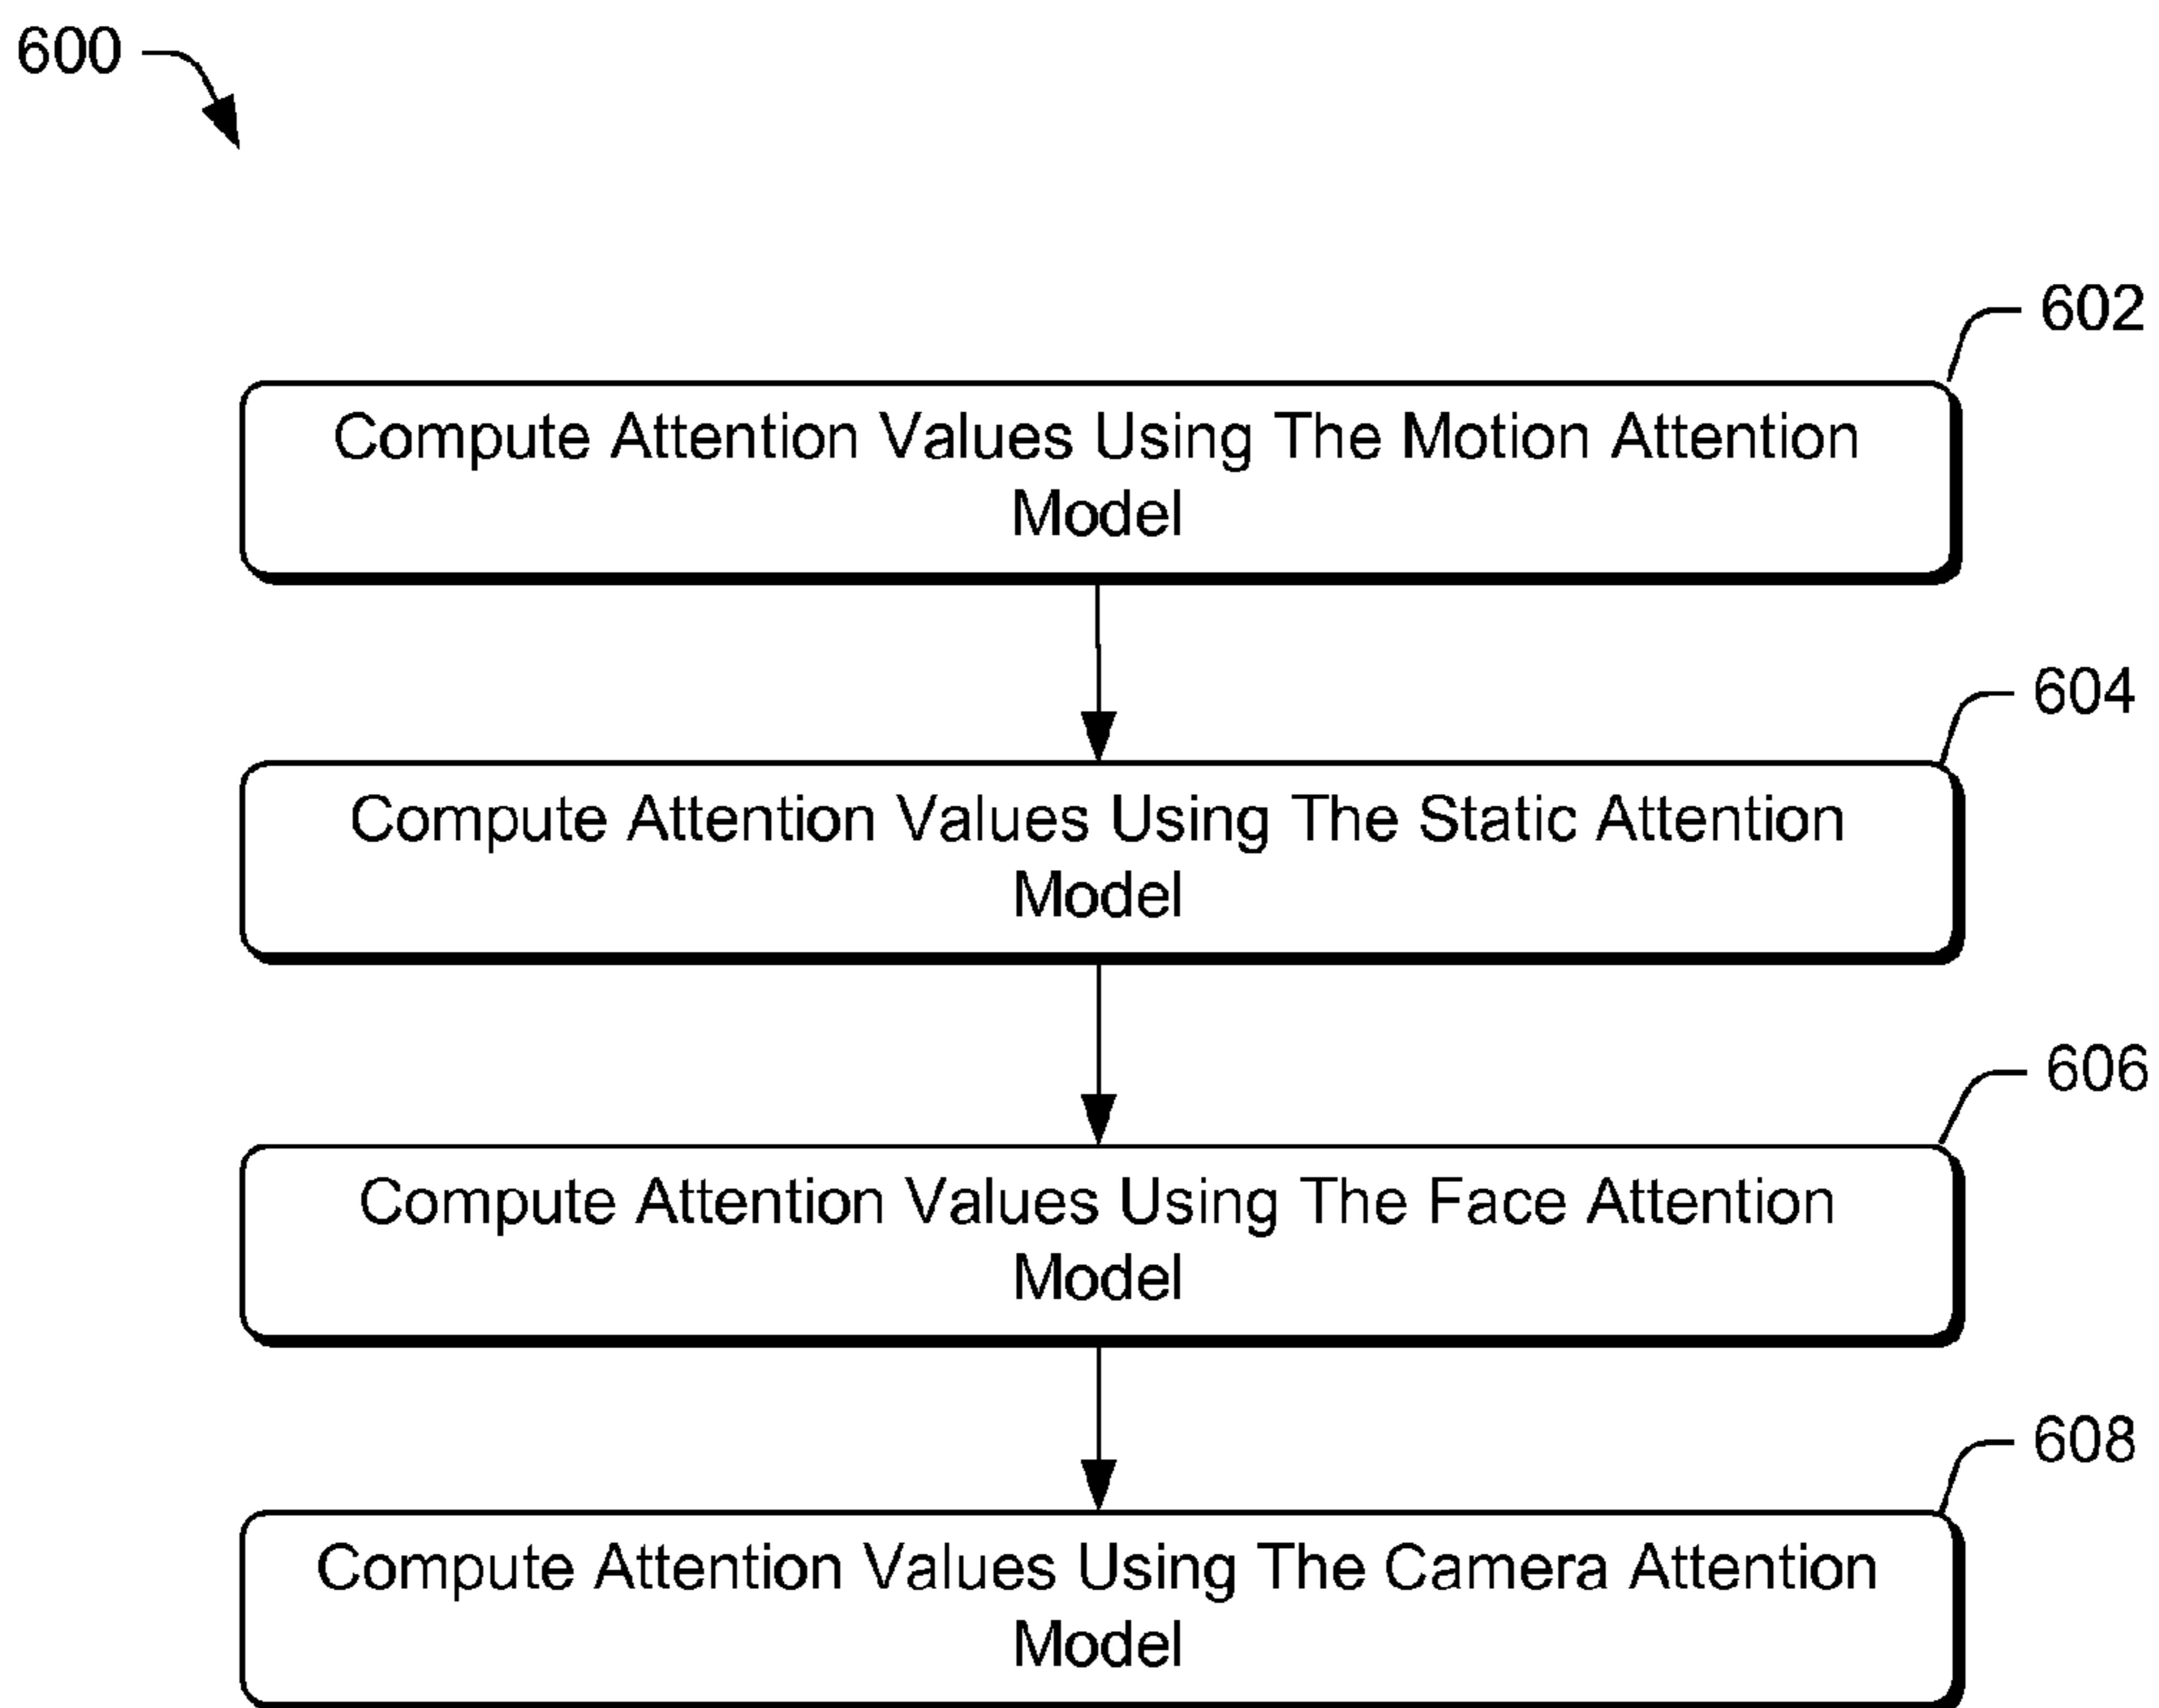 600
602
Compute Attention Values Using The Motion Attention
Model
604
Compute Attention Values Using The Static Attention
Model
606
Compute Attention Values Using The Face Attention
Model
608
Compute Attention Values Using The Camera Attention
Model